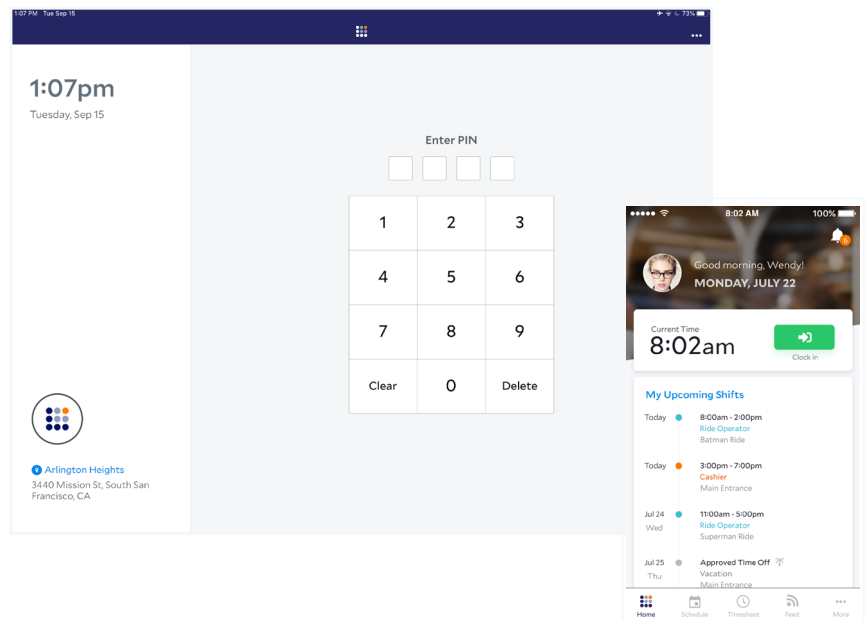 1:07 PM Tue Sep 15
73%
1:07pm
Tuesday, Sep 15
Enter PIN
1 2 3
4 5 6
7 8 9
Clear 0 Delete
Arlington Heights
3440 Mission St, South San
Francisco, CA
8:02 AM
100%
6
Good morning, Wendy!
MONDAY, JULY 22
Current Time
8:02am
Clock in
My Upcoming Shifts
Today 8:00am - 2:00pm
Ride Operator
Batman Ride
Today 3:00pm - 7:00pm
Cashier
Main Entrance
Jul 24 11:00am - 5:00pm
Wed Ride Operator
Superman Ride
Jul 25 Approved Time Off
Thu Vacation
Main Entrance
Home Schedule Timesheet Feed More